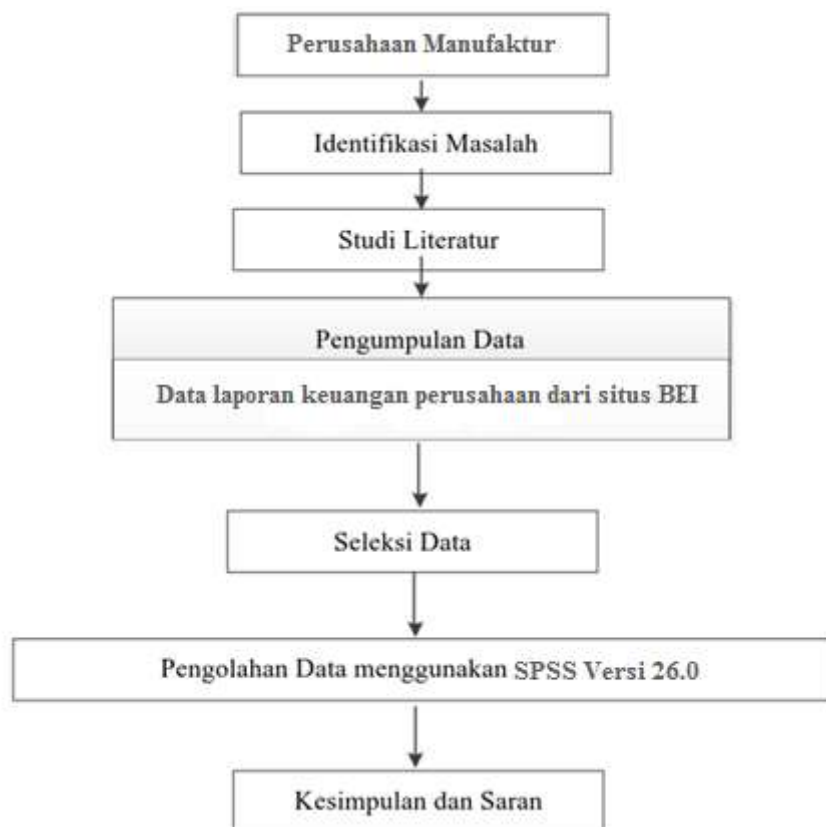 Perusahaan Manufaktur
Identifikasi Masalah
Studi Literatur
Pengumpulan Data
Data laporan keuangan perusahaan dari situs BEI
Seleksi Data
Pengolahan Data menggunakan SPSS Versi 26.0
Kesimpulan dan Saran